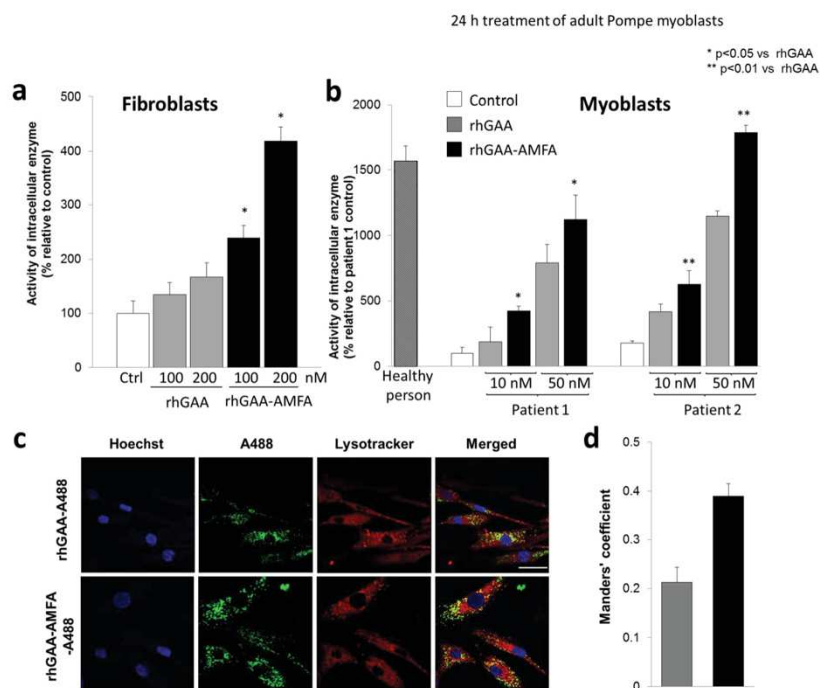 24 h treatment of adult Pompe myoblasts
* p<0.05 vs rhGAA
** p<0.01 vs rhGAA
a
Fibroblasts
Activity of intracellular enzyme
(% relative to control)
500
400
300
200
100
0
*
*
Ctrl 100 200 100 200 nM
rhGAA rhGAA-AMFA
b
Control
rhGAA
rhGAA-AMFA
Myoblasts
Activity of intracellular enzyme
(% relative to patient 1 control)
2000
1500
1000
500
0
*
*
**
**
Healthy
person
10 nM 50 nM 10 nM 50 nM
Patient 1 Patient 2
c
Hoechst A488 Lysotracker Merged
rhGAA-A488
rhGAA-AMFA
-A488
d
Manders' coefficient
0.5
0.4
0.3
0.2
0.1
0